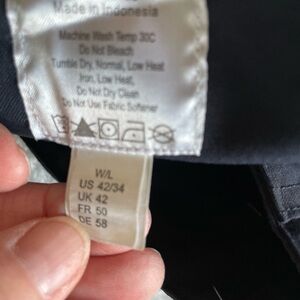 Made in Indonesia
Machine Wash Temp 30C
Do Not Bleach
Tumble Dry, Normal, Low Heat
Iron, Low Heat,
Do Not Dry Clean
Do Not Use Fabric Softener
W/L
US 42/34
UK 42
FR 50
DE 58